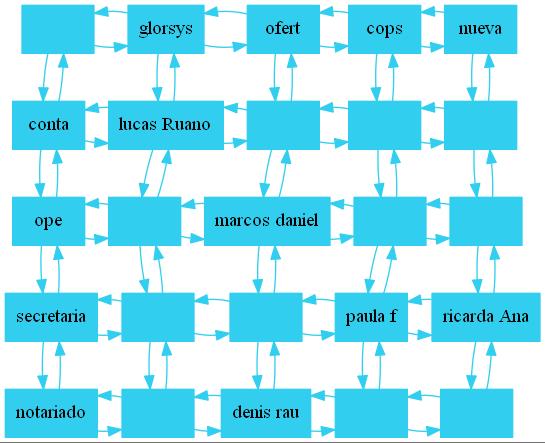 glorsys
ofert
cops
nueva
conta
lucas Ruano
ope
marcos daniel
secretaria
paula f
ricarda Ana
notariado
denis rau